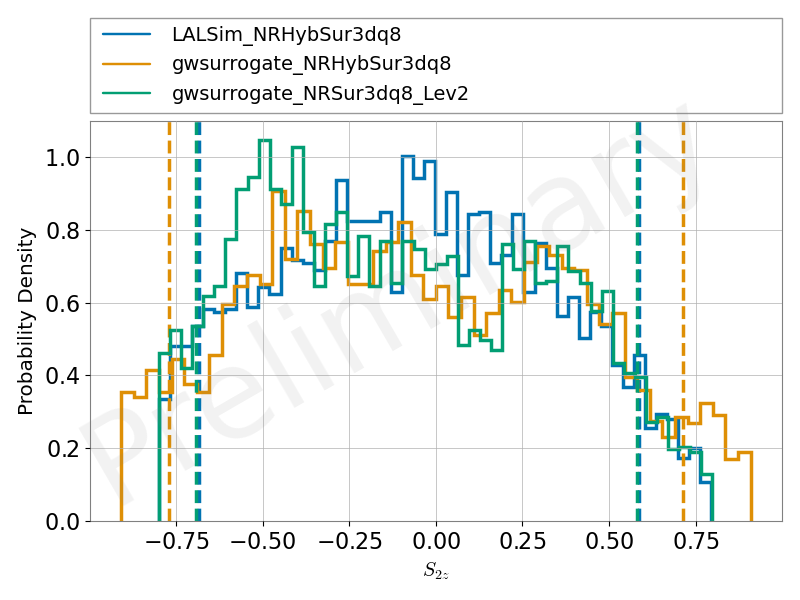 LALSim_NRHybSur3dq8
gwsurrogate_NRHybSur3dq8
gwsurrogate_NRSur3dq8_Lev2
Preliminary
Probability Density
1.0
0.8
0.6
0.4
0.2
0.0
−0.75 −0.50 −0.25 0.00 0.25 0.50 0.75
S2z